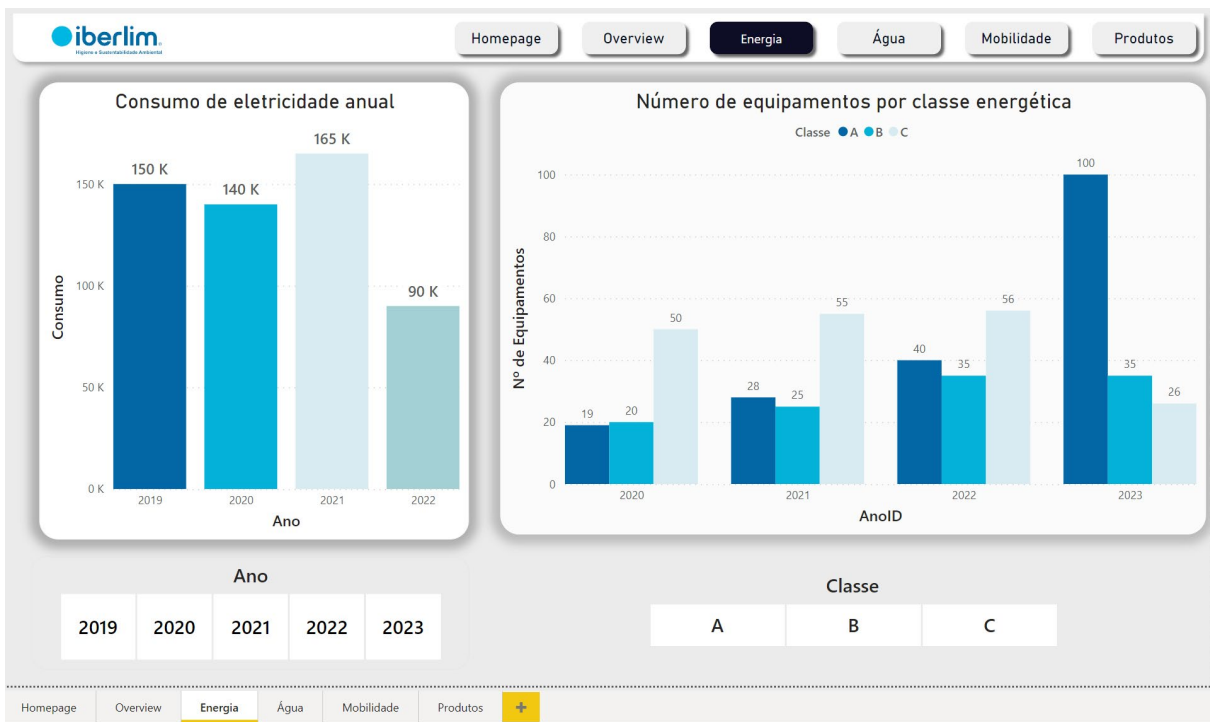 iberlim.
Higiene e Sustentabilidade Ambiental
Homepage Overview Energia Água Mobilidade Produtos
Consumo de eletricidade anual
165 K
150 K
140 K
90 K
150 K
100 K
50 K
0 K
Consumo
2019 2020 2021 2022
Ano
Número de equipamentos por classe energética
Classe A B C
100
80
60
40
20
0
Nº de Equipamentos
19 20 50
28 25 55
40 35 56
100 35 26
2020 2021 2022 2023
AnoID
Ano
2019 2020 2021 2022 2023
Classe
A B C
Homepage Overview Energia Água Mobilidade Produtos +